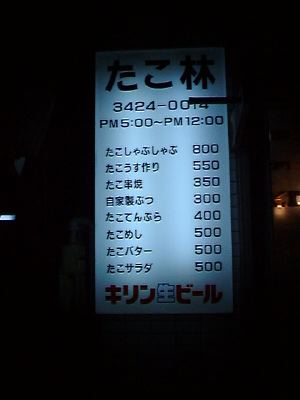 たこ林
3424-0014
PM5:00～PM12:00
たこしゃぶしゃぶ 800
たこうす作り 550
たこ串焼 350
自家製ぶつ 300
たこてんぷら 400
たこめし 500
たこバター 500
たこサラダ 500
キリン生ビール